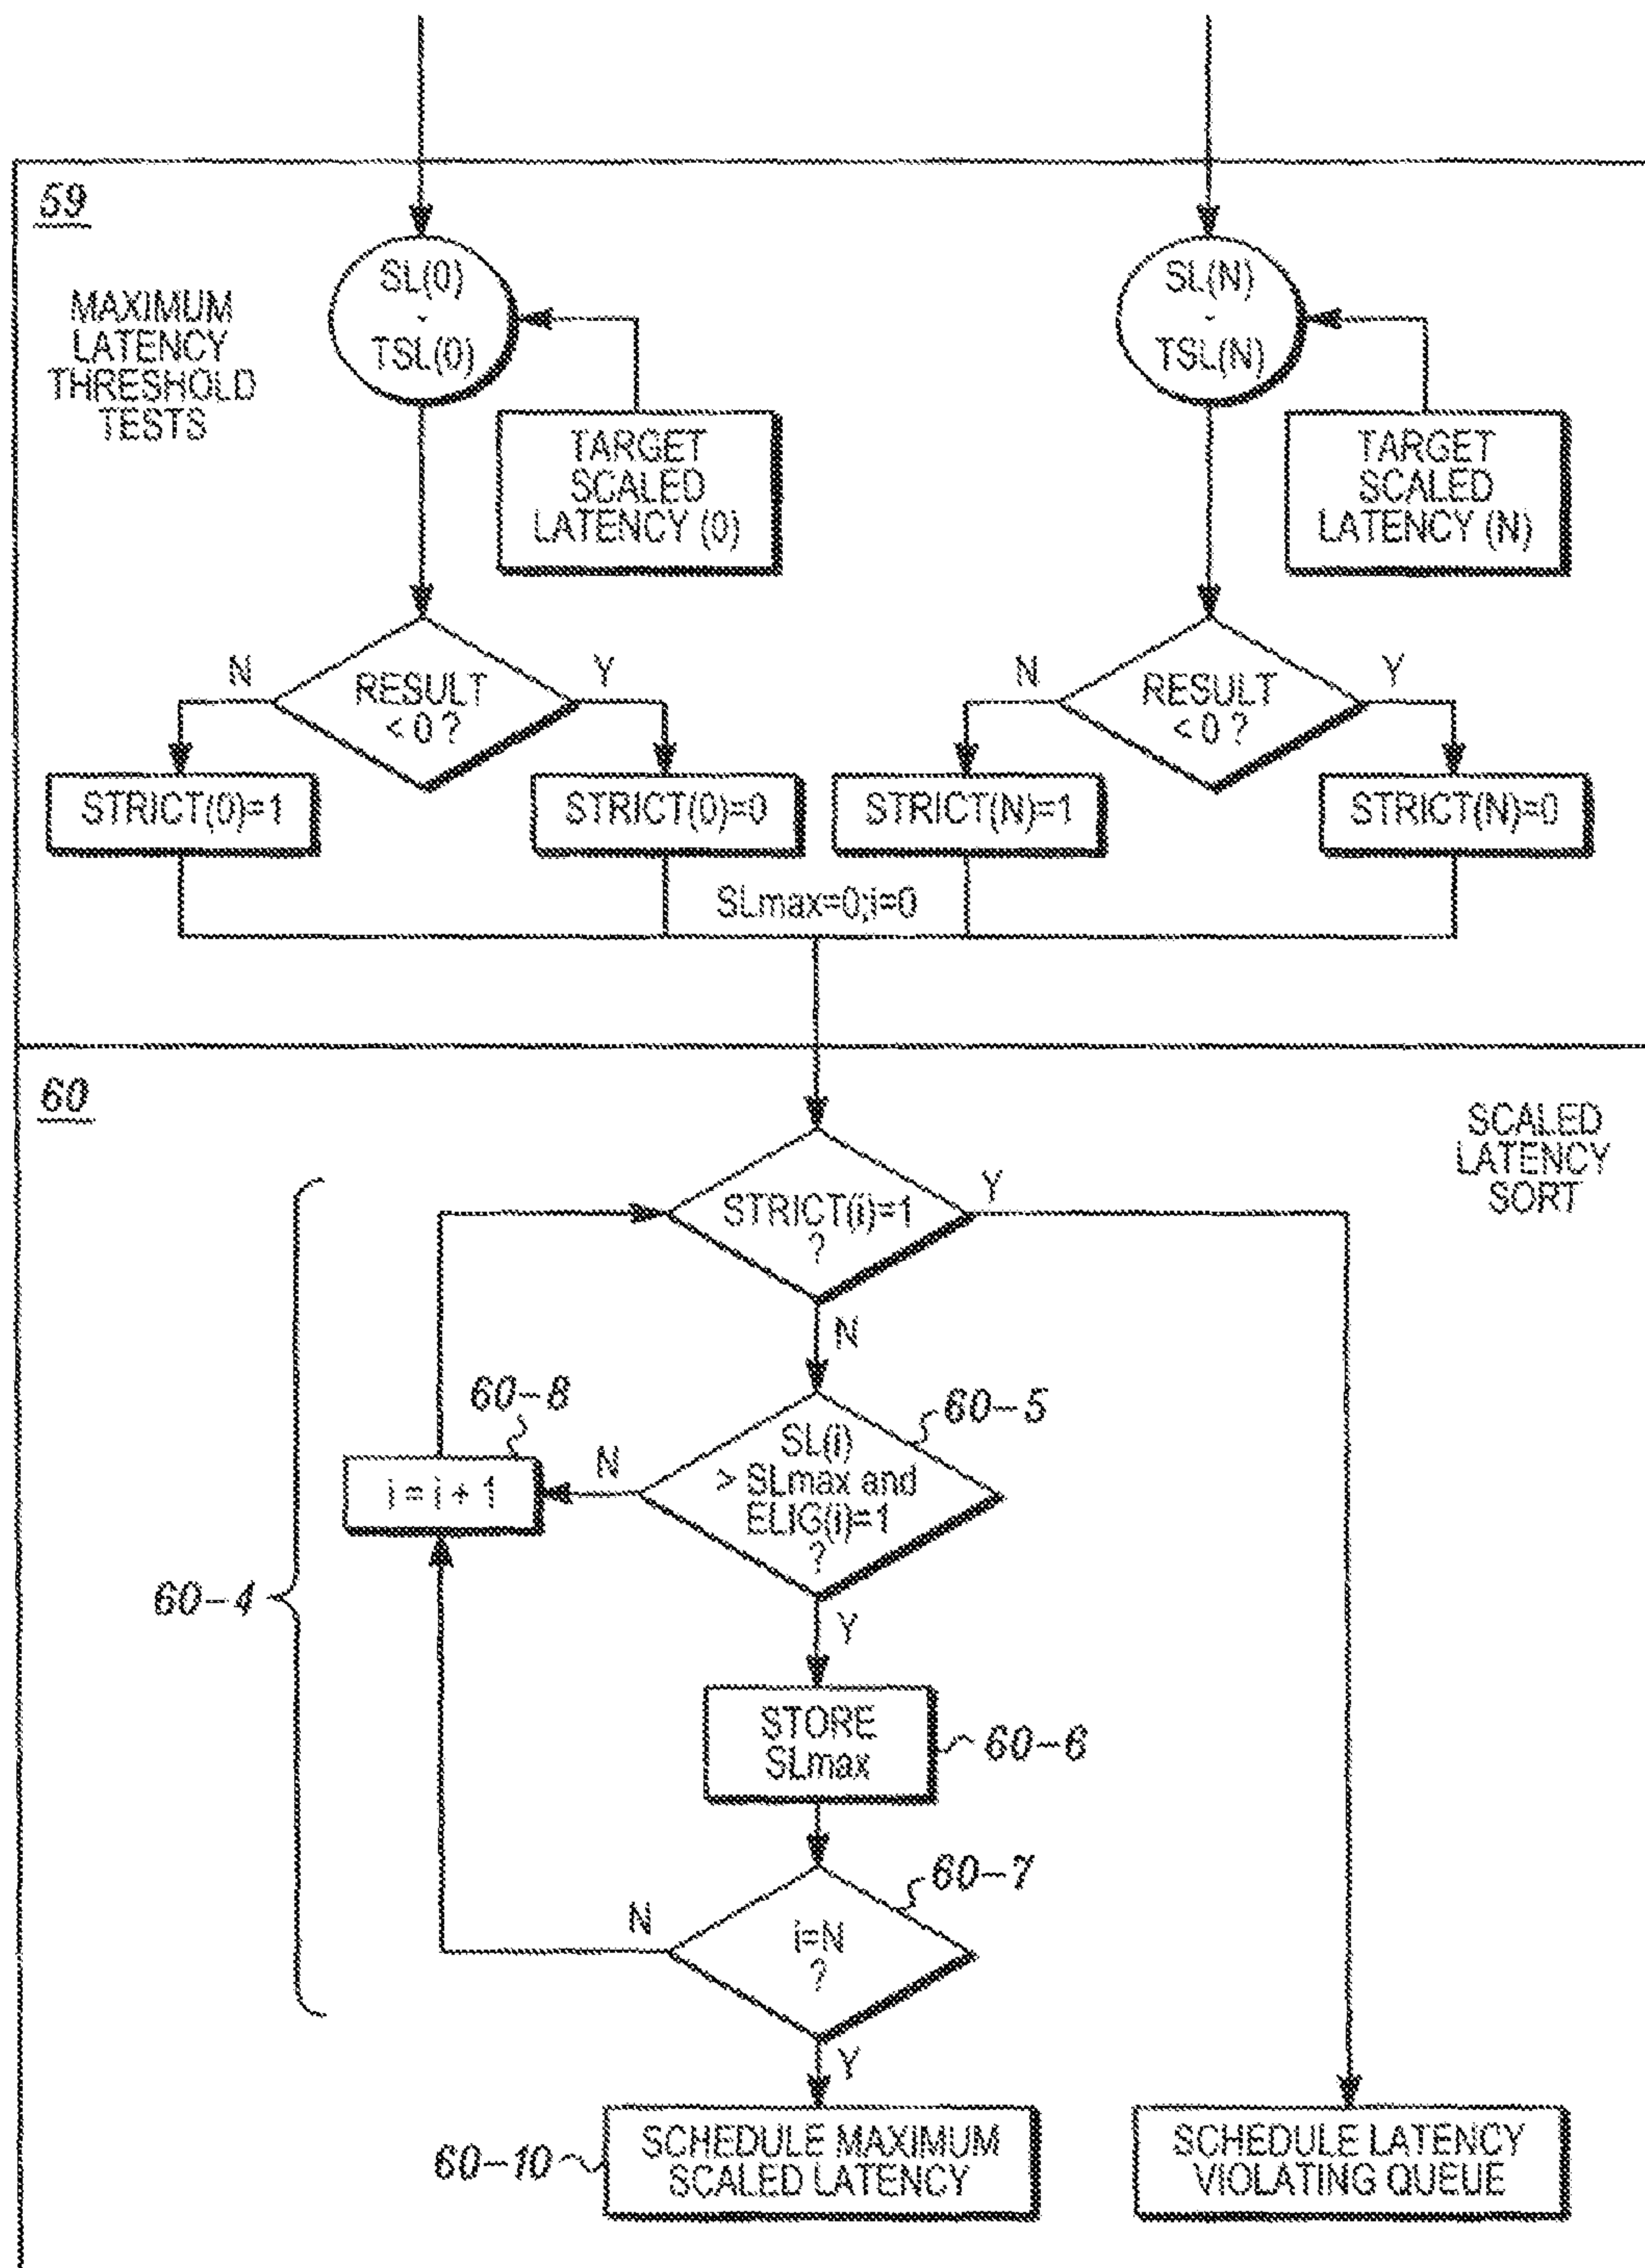 59
MAXIMUM
LATENCY
THRESHOLD
TESTS
SL(0)
-
TSL(0)
TARGET
SCALED
LATENCY (0)
SL(N)
-
TSL(N)
TARGET
SCALED
LATENCY (N)
N
RESULT
< 0 ?
Y
N
RESULT
< 0 ?
Y
STRICT(0)=1
STRICT(0)=0
STRICT(N)=1
STRICT(N)=0
SLmax=0;i=0
60
SCALED
LATENCY
SORT
STRICT(i)=1
?
Y
N
60-8
i = i + 1
N
SL(i)
> SLmax and
ELIG(i)=1
?
60-5
60-4
Y
STORE
SLmax
60-6
60-7
N
i=N
?
Y
60-10
SCHEDULE MAXIMUM
SCALED LATENCY
SCHEDULE LATENCY
VIOLATING QUEUE